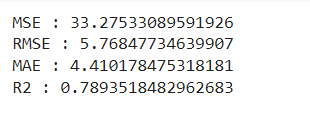 MSE : 33.27533089591926
RMSE : 5.76847734639907
MAE : 4.410178475318181
R2 : 0.7893518482962683